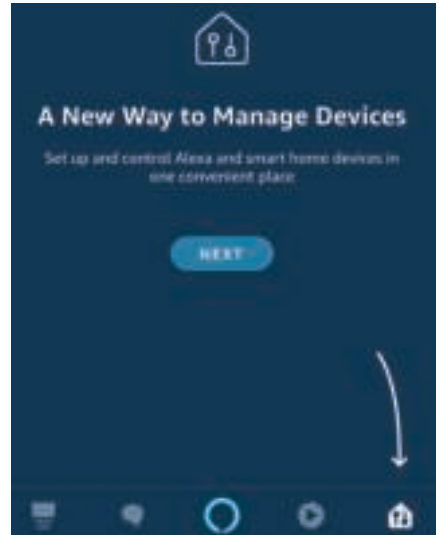 A New Way to Manage Devices
Set up and control Alexa and smart home devices in
one convenient place
NEXT